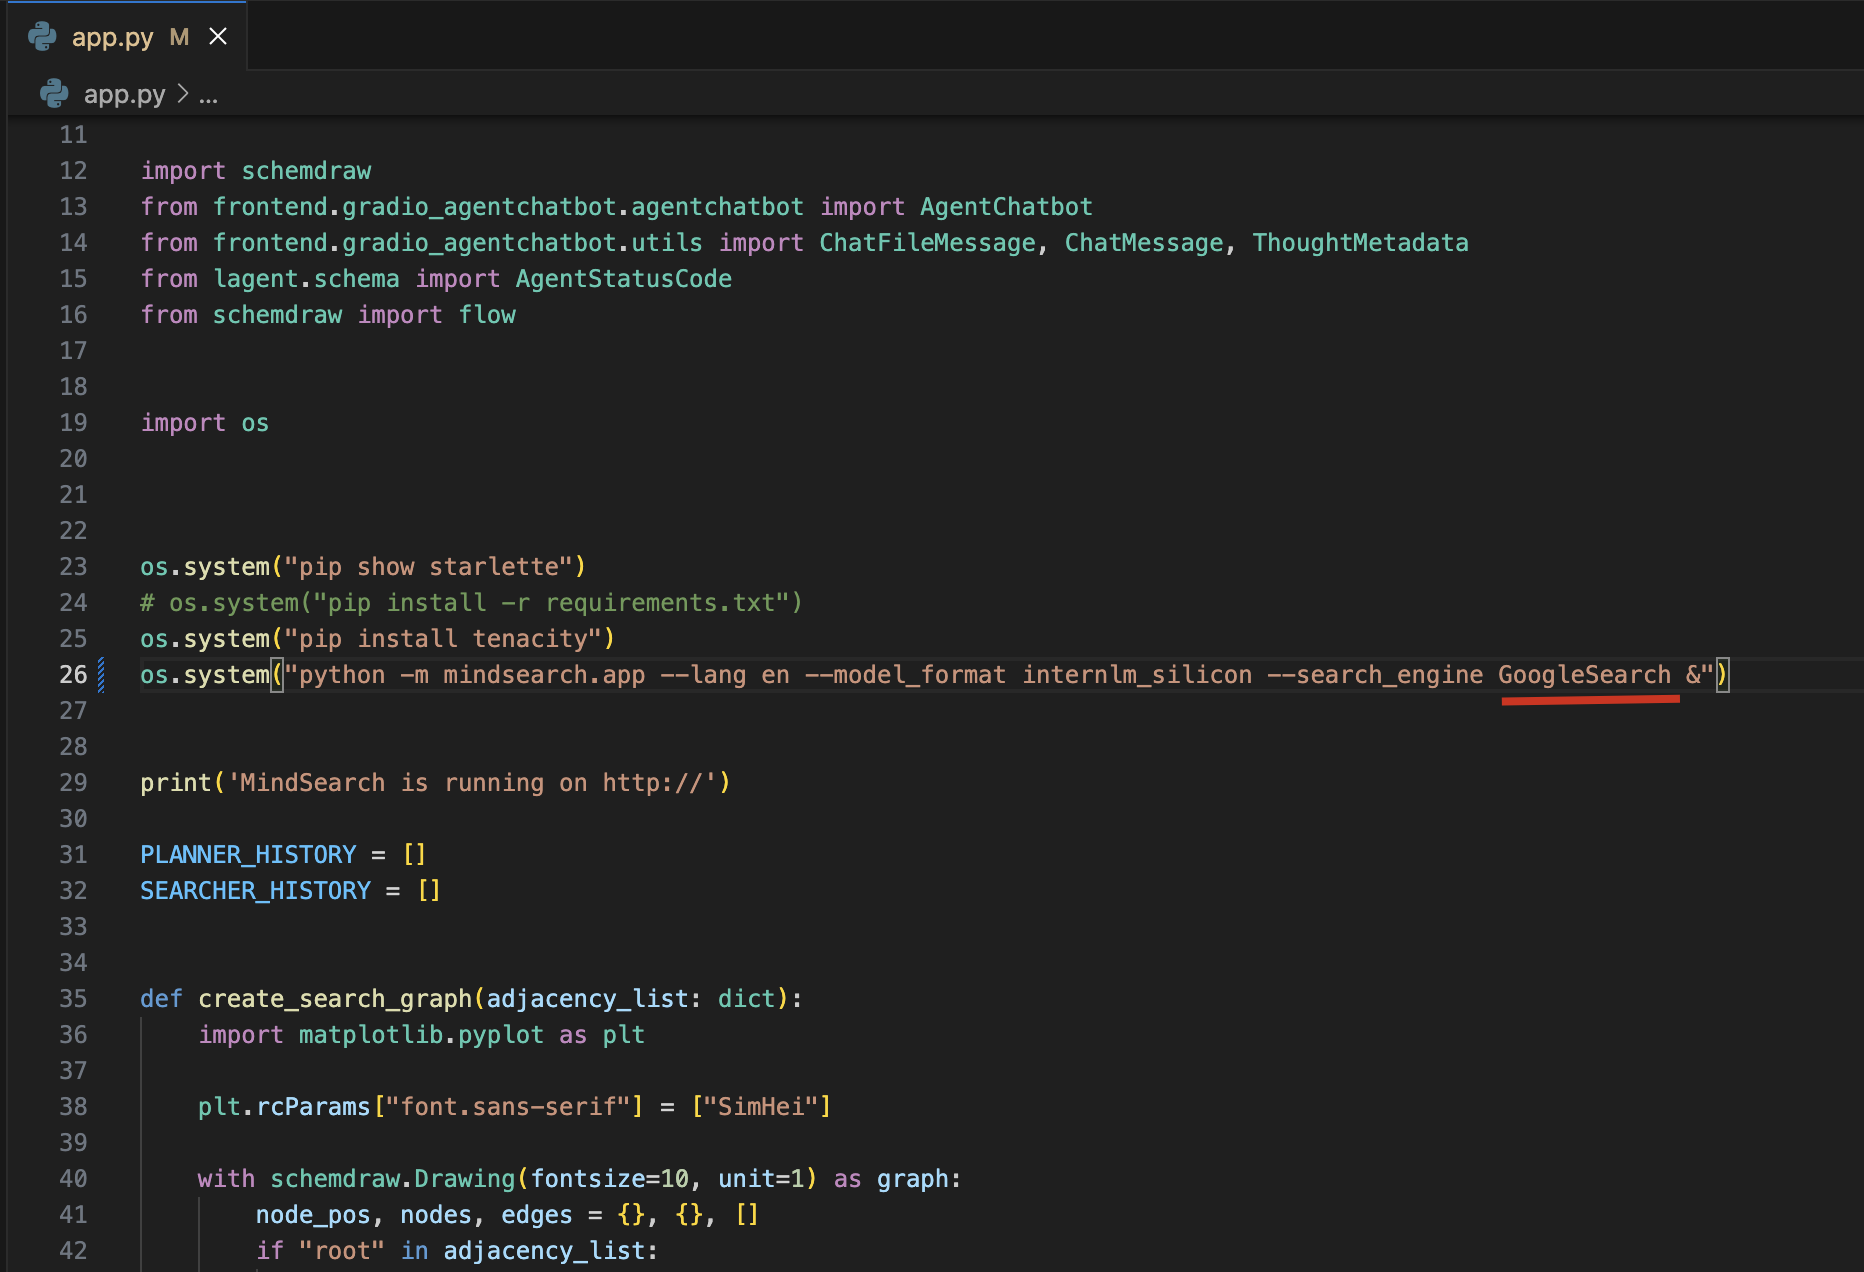 app.py M ×
app.py > ...
11
12 import schemdraw
13 from frontend.gradio_agentchatbot.agentchatbot import AgentChatbot
14 from frontend.gradio_agentchatbot.utils import ChatFileMessage, ChatMessage, ThoughtMetadata
15 from lagent.schema import AgentStatusCode
16 from schemdraw import flow
17
18
19 import os
20
21
22
23 os.system("pip show starlette")
24 # os.system("pip install -r requirements.txt")
25 os.system("pip install tenacity")
26 os.system("python -m mindsearch.app --lang en --model_format internlm_silicon --search_engine GoogleSearch &")
27
28
29 print('MindSearch is running on http://')
30
31 PLANNER_HISTORY = []
32 SEARCHER_HISTORY = []
33
34
35 def create_search_graph(adjacency_list: dict):
36     import matplotlib.pyplot as plt
37
38     plt.rcParams["font.sans-serif"] = ["SimHei"]
39
40     with schemdraw.Drawing(fontsize=10, unit=1) as graph:
41         node_pos, nodes, edges = {}, {}, []
42         if "root" in adjacency_list: